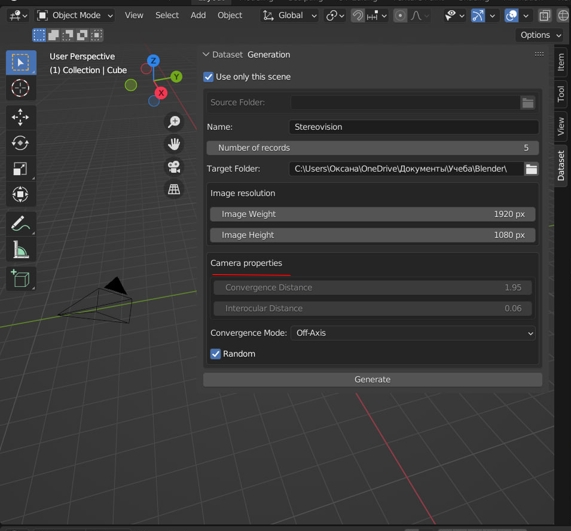 Object Mode View Select Add Object Global
Options
User Perspective
(1) Collection | Cube
Z
Y
X
Dataset Generation
Use only this scene
Source Folder:
Name: Stereovision
Number of records 5
Target Folder: C:\Users\Оксана\OneDrive\Документы\Учеба\Blender\
Image resolution
Image Weight 1920 px
Image Height 1080 px
Camera properties
Convergence Distance 1.95
Interocular Distance 0.06
Convergence Mode: Off-Axis
Random
Generate
Item
Tool
View
Dataset